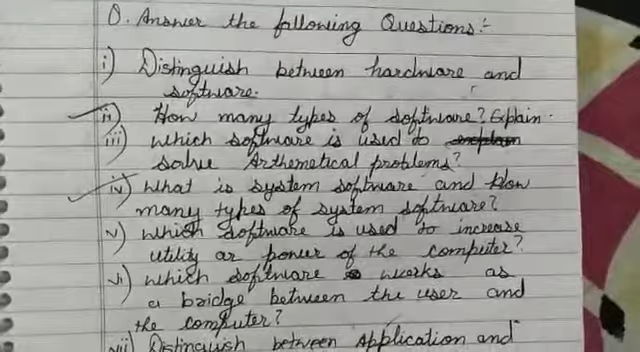 Q. Answer the following Questions:-
i) Distinguish between hardware and
software.
ii) How many types of software? Explain.
iii) which software is used to
solve Arthemetical problems?
iv) What is system software and How
many types of system software?
v) which software is used to increase
utility or power of the computer?
vi) which software works as
a bridge between the user and
the computer?
vii) Distinguish between Application and